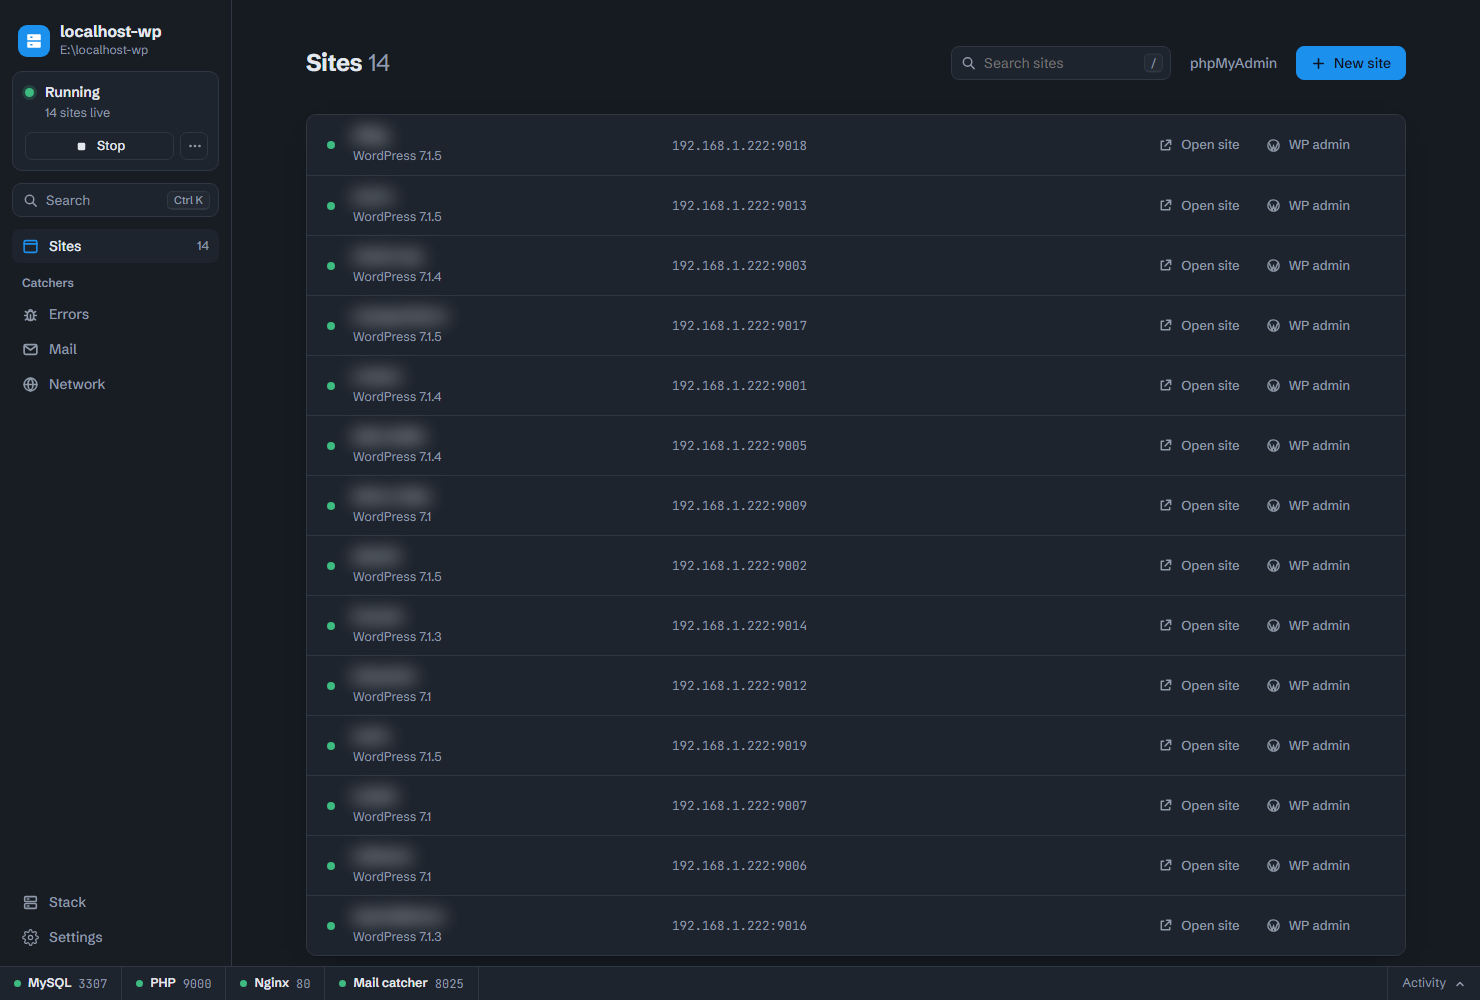 localhost-wp
E:\localhost-wp
Running
14 sites live
Stop
Search Ctrl K
Sites 14
Catchers
Errors
Mail
Network
Stack
Settings
Sites 14
Search sites /
phpMyAdmin
New site
WordPress 7.1.5
192.168.1.222:9018 Open site WP admin
WordPress 7.1.5
192.168.1.222:9013 Open site WP admin
WordPress 7.1.4
192.168.1.222:9003 Open site WP admin
WordPress 7.1.5
192.168.1.222:9017 Open site WP admin
WordPress 7.1.4
192.168.1.222:9001 Open site WP admin
WordPress 7.1.4
192.168.1.222:9005 Open site WP admin
WordPress 7.1
192.168.1.222:9009 Open site WP admin
WordPress 7.1.5
192.168.1.222:9002 Open site WP admin
WordPress 7.1.3
192.168.1.222:9014 Open site WP admin
WordPress 7.1
192.168.1.222:9012 Open site WP admin
WordPress 7.1.5
192.168.1.222:9019 Open site WP admin
WordPress 7.1
192.168.1.222:9007 Open site WP admin
WordPress 7.1
192.168.1.222:9006 Open site WP admin
WordPress 7.1.3
192.168.1.222:9016 Open site WP admin
MySQL 3307 PHP 9000 Nginx 80 Mail catcher 8025 Activity